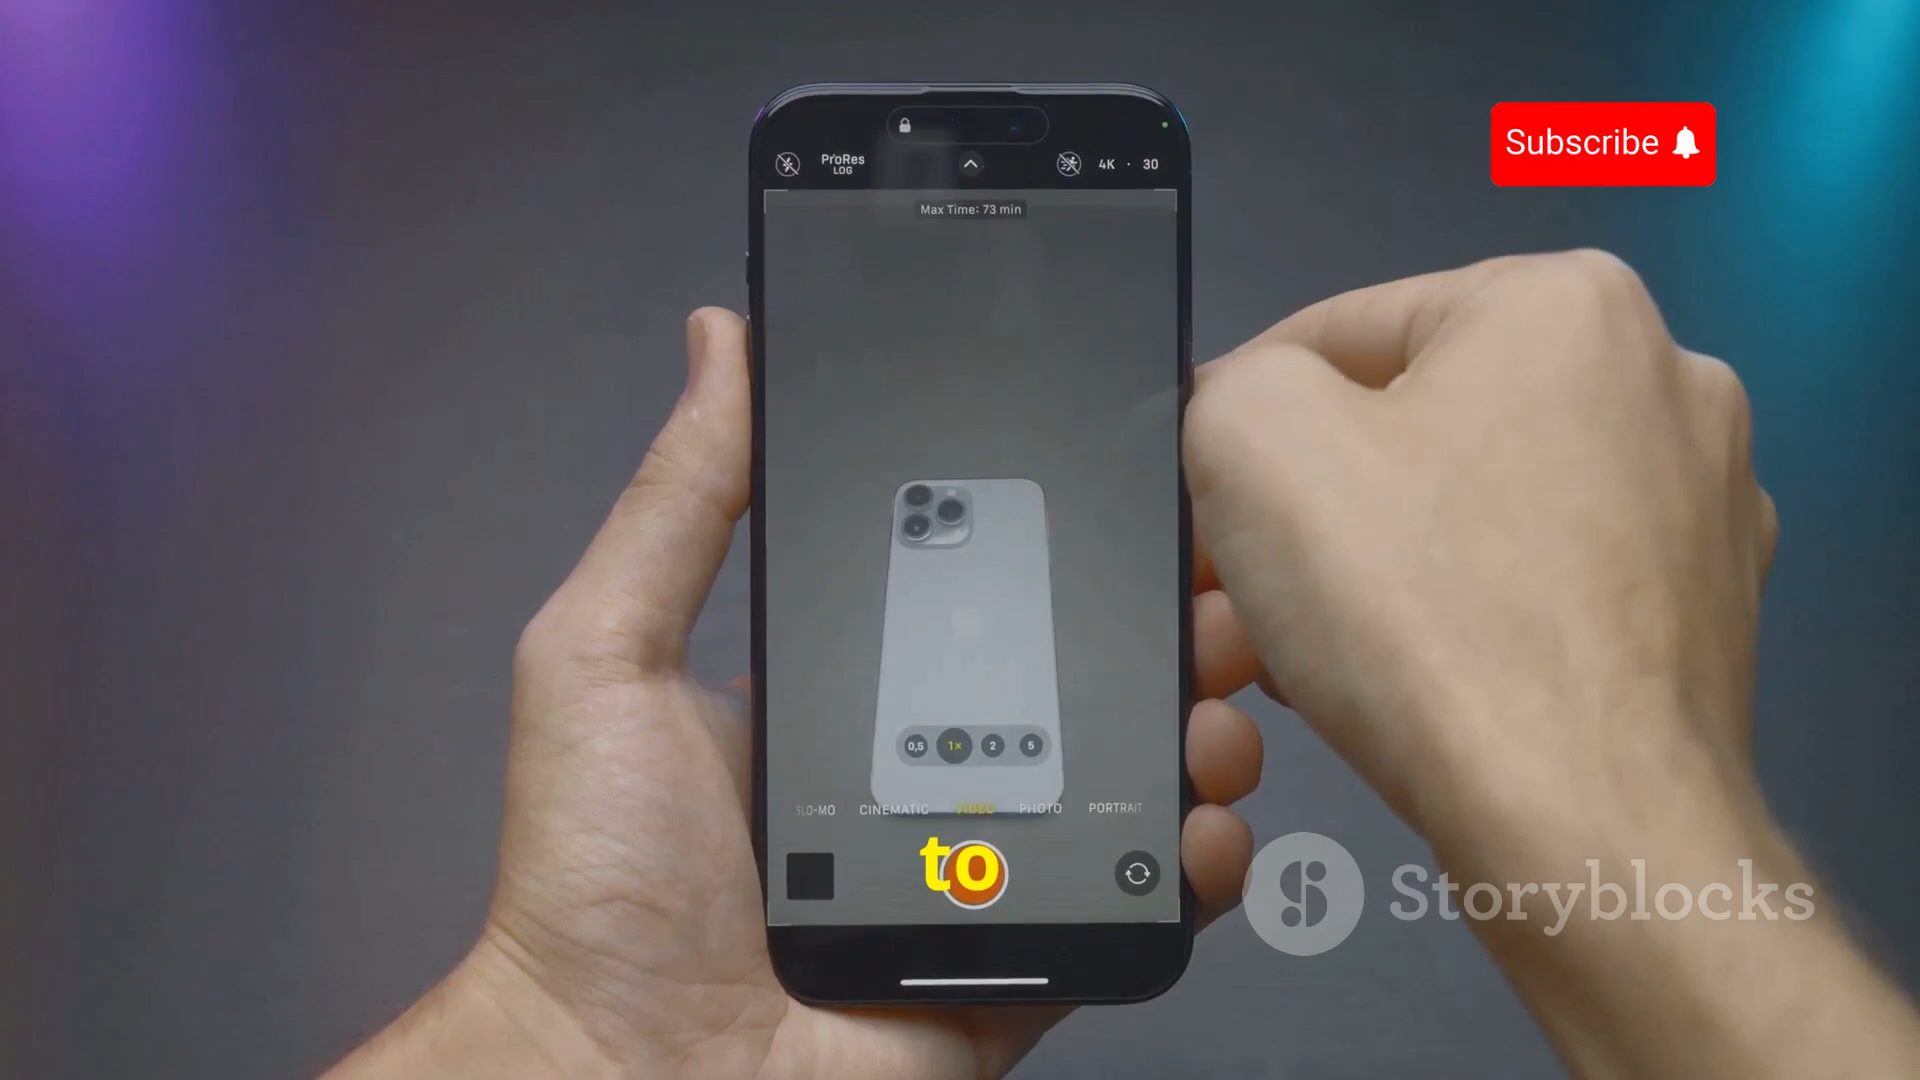 Subscribe
ProRes
LOG
4K · 30
Max Time: 73 min
0,5 1× 2 5
SLO-MO CINEMATIC VIDEO PHOTO PORTRAIT
to
Storyblocks